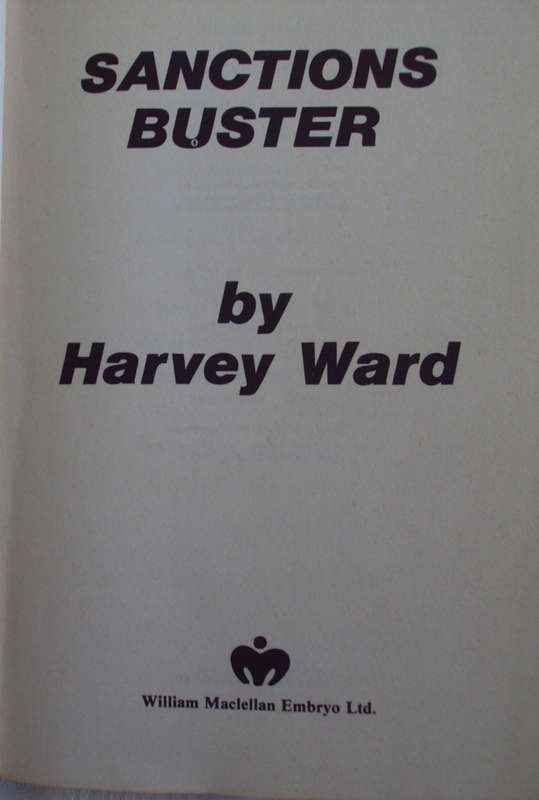 SANCTIONS
BUSTER
by
Harvey Ward
William Maclellan Embryo Ltd.